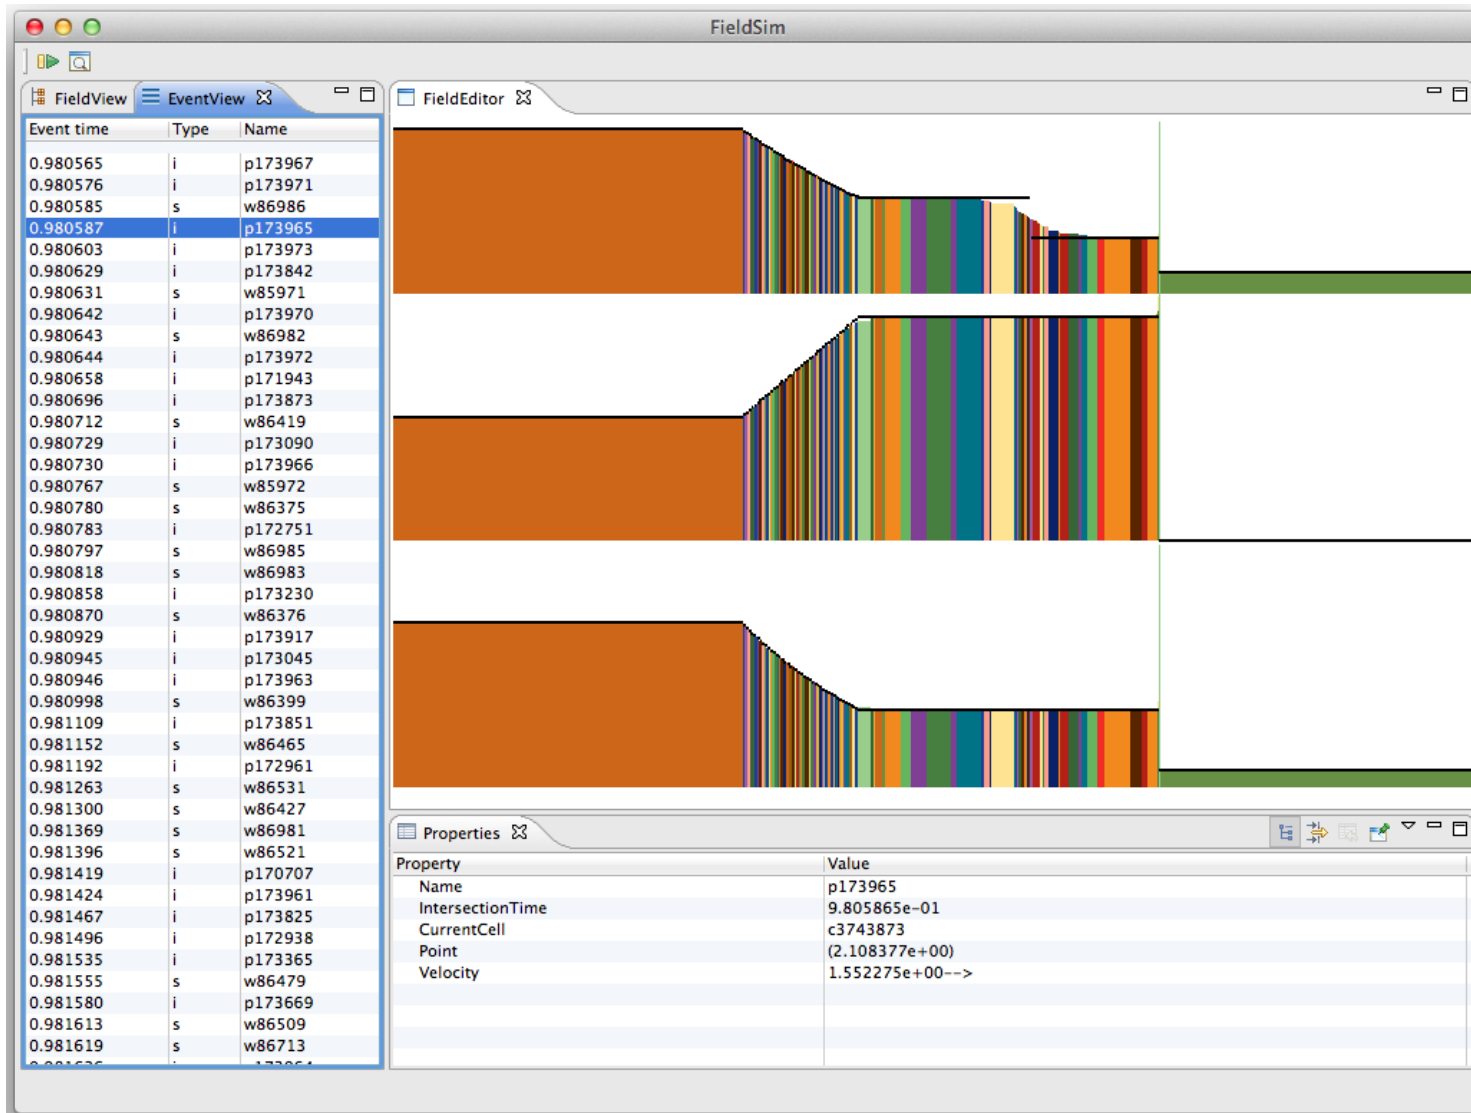 FieldSim
FieldView EventView
Event time Type Name
0.980565 i p173967
0.980576 i p173971
0.980585 s w86986
0.980587 i p173965
0.980603 i p173973
0.980629 i p173842
0.980631 s w85971
0.980642 i p173970
0.980643 s w86982
0.980644 i p173972
0.980658 i p171943
0.980696 i p173873
0.980712 s w86419
0.980729 i p173090
0.980730 i p173966
0.980767 s w85972
0.980780 s w86375
0.980783 i p172751
0.980797 s w86985
0.980818 s w86983
0.980858 i p173230
0.980870 s w86376
0.980929 i p173917
0.980945 i p173045
0.980946 i p173963
0.980998 s w86399
0.981109 i p173851
0.981152 s w86465
0.981192 i p172961
0.981263 s w86531
0.981300 s w86427
0.981369 s w86981
0.981396 s w86521
0.981419 i p170707
0.981424 i p173961
0.981467 i p173825
0.981496 i p172938
0.981535 i p173365
0.981555 s w86479
0.981580 i p173669
0.981613 s w86509
0.981619 s w86713
FieldEditor
Properties
Property Value
Name p173965
IntersectionTime 9.805865e-01
CurrentCell c3743873
Point (2.108377e+00)
Velocity 1.552275e+00-->